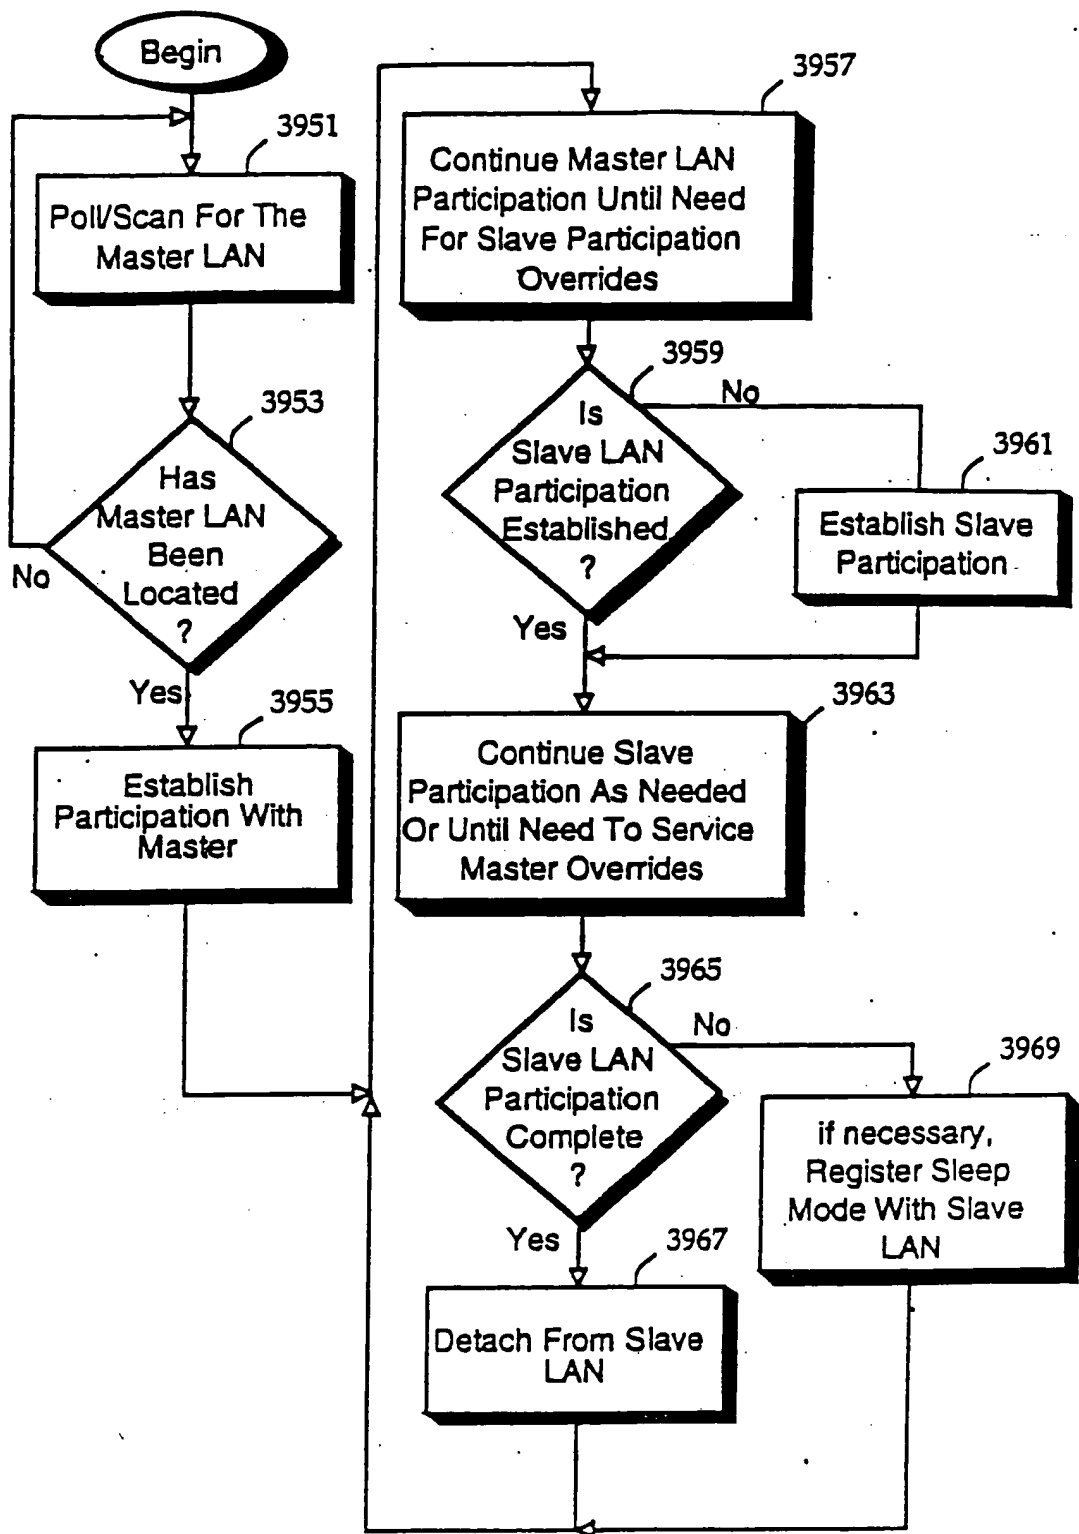 Begin
3951
Poll/Scan For The
Master LAN
3953
Has
Master LAN
Been
Located
?
No
Yes
3955
Establish
Participation With
Master
3957
Continue Master LAN
Participation Until Need
For Slave Participation
Overrides
3959
Is
Slave LAN
Participation
Established
?
No
3961
Establish Slave
Participation
Yes
3963
Continue Slave
Participation As Needed
Or Until Need To Service
Master Overrides
3965
Is
Slave LAN
Participation
Complete
?
No
3969
if necessary,
Register Sleep
Mode With Slave
LAN
Yes
3967
Detach From Slave
LAN